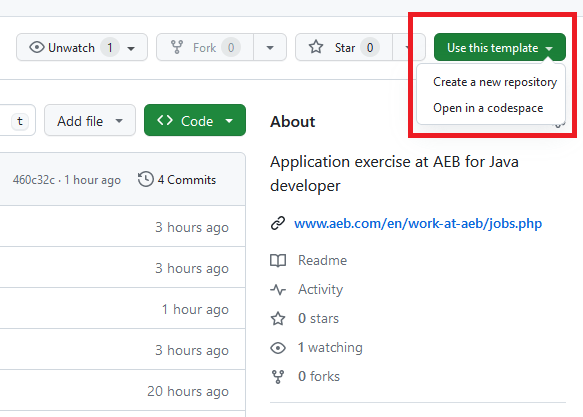 Unwatch 1
Fork 0
Star 0
Use this template
Create a new repository
Open in a codespace
t
Add file
Code
About
460c32c · 1 hour ago
4 Commits
3 hours ago
3 hours ago
1 hour ago
3 hours ago
20 hours ago
Application exercise at AEB for Java
developer
www.aeb.com/en/work-at-aeb/jobs.php
Readme
Activity
0 stars
1 watching
0 forks